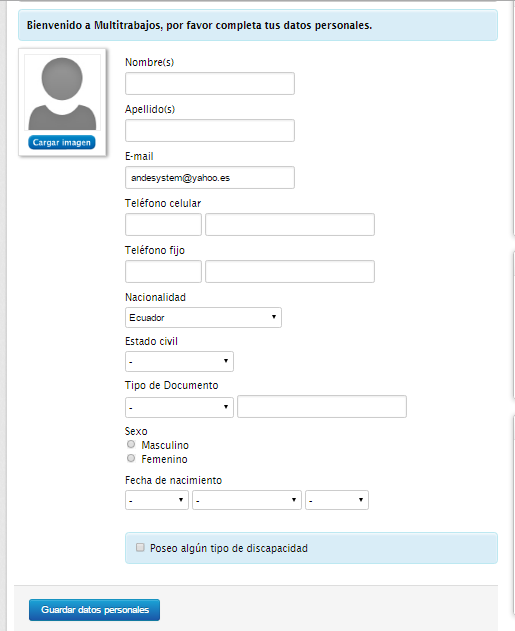 Bienvenido a Multitrabajos, por favor completa tus datos personales.
Cargar imagen
Nombre(s)
Apellido(s)
E-mail
andesystem@yahoo.es
Teléfono celular
Teléfono fijo
Nacionalidad
Ecuador
Estado civil
-
Tipo de Documento
-
Sexo
Masculino
Femenino
Fecha de nacimiento
- - -
Poseo algún tipo de discapacidad
Guardar datos personales